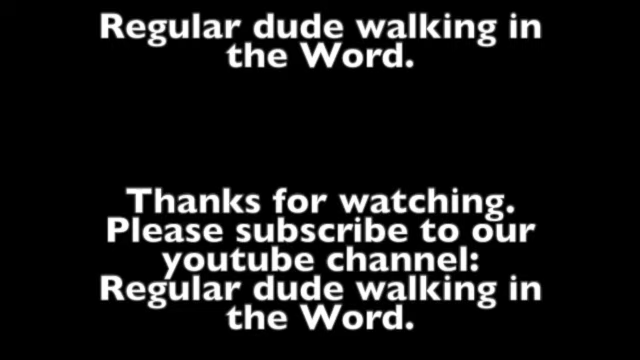 Regular dude walking in
the Word.
Thanks for watching.
Please subscribe to our
youtube channel:
Regular dude walking in
the Word.